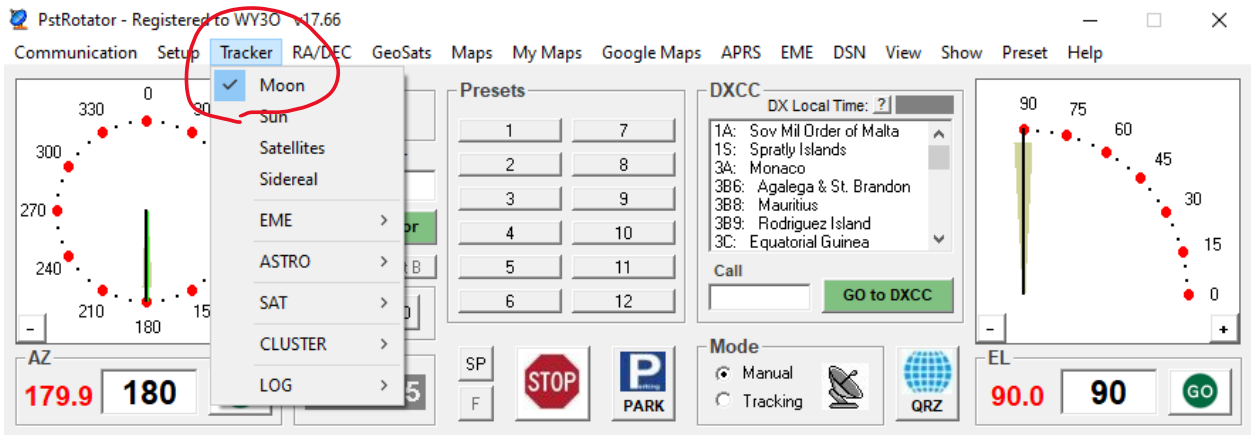 PstRotator - Registered to WY3O v17.66
Communication Setup Tracker RA/DEC GeoSats Maps My Maps Google Maps APRS EME DSN View Show Preset Help
Moon
Sun
Satellites
Sidereal
EME
ASTRO
SAT
CLUSTER
LOG
0
330
300
270
240
210
180
-
AZ
179.9
180
Presets
1
7
2
8
3
9
4
10
5
11
6
12
SP
F
STOP
P
PARK
DXCC
DX Local Time: ?
1A: Sov Mil Order of Malta
1S: Spratly Islands
3A: Monaco
3B6: Agalega & St. Brandon
3B8: Mauritius
3B9: Rodriguez Island
3C: Equatorial Guinea
Call
GO to DXCC
Mode
Manual
Tracking
QRZ
90
75
60
45
30
15
0
-
+
EL
90.0
90
GO